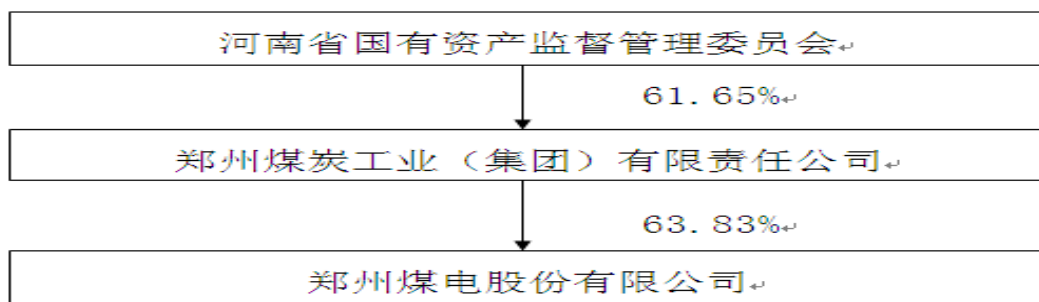 河南省国有资产监督管理委员会
61.65%
郑州煤炭工业（集团）有限责任公司
63.83%
郑州煤电股份有限公司